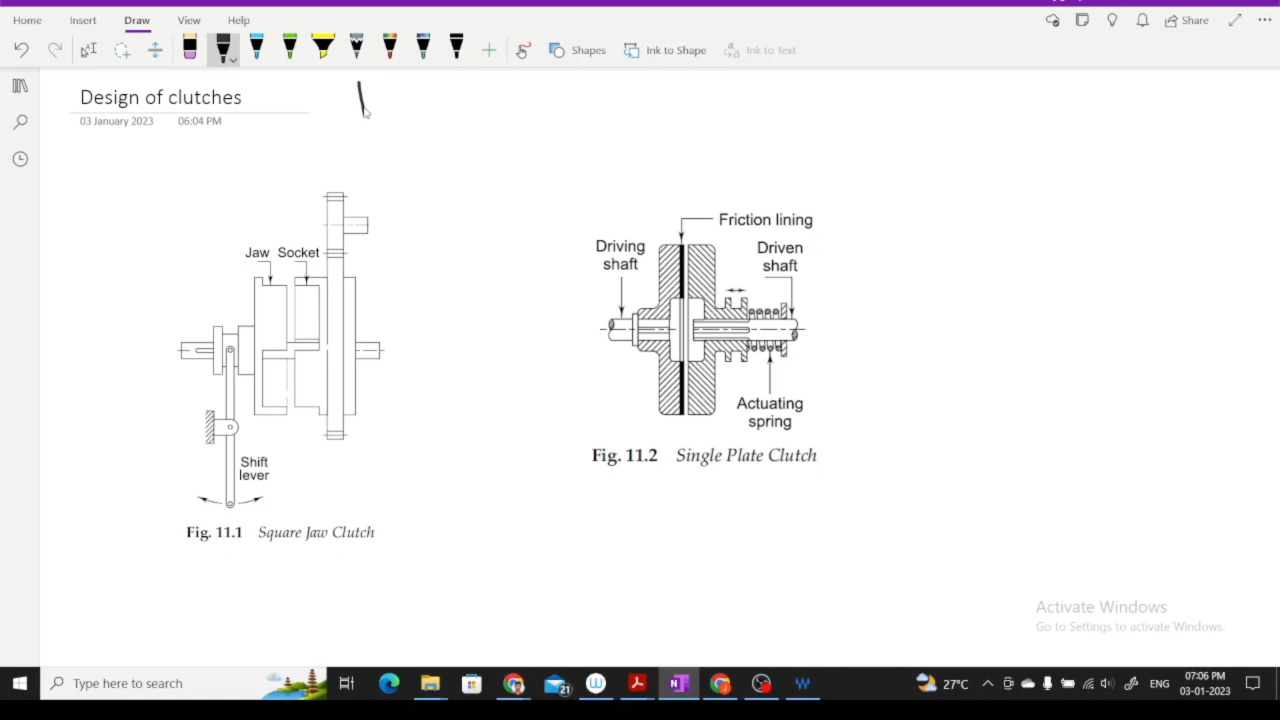 Home Insert Draw View Help
Share
Shapes Ink to Shape Ink to Text
Design of clutches
03 January 2023 06:04 PM
Jaw Socket
Shift
lever
Fig. 11.1 Square Jaw Clutch
Friction lining
Driving
shaft
Driven
shaft
Actuating
spring
Fig. 11.2 Single Plate Clutch
Activate Windows
Go to Settings to activate Windows.
Type here to search
21
27°C
ENG
07:06 PM
03-01-2023